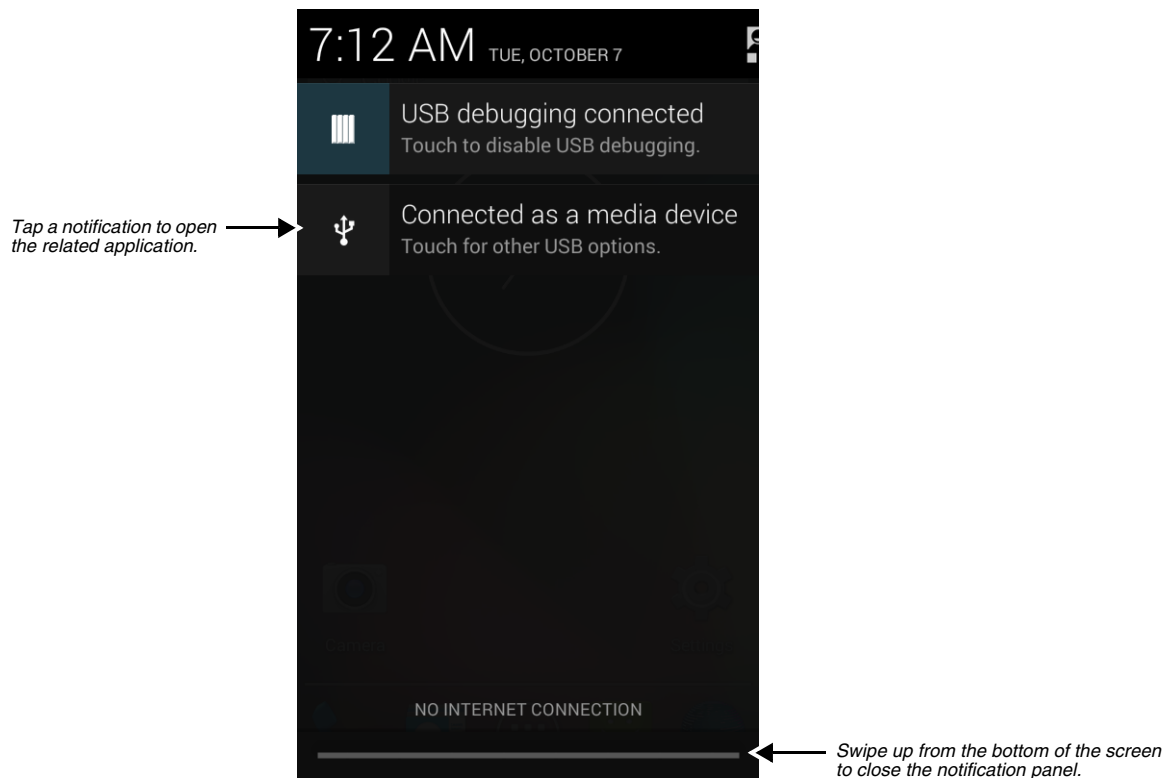 7:12 AM TUE, OCTOBER 7
USB debugging connected
Touch to disable USB debugging.
Tap a notification to open
the related application.
Connected as a media device
Touch for other USB options.
NO INTERNET CONNECTION
Swipe up from the bottom of the screen
to close the notification panel.